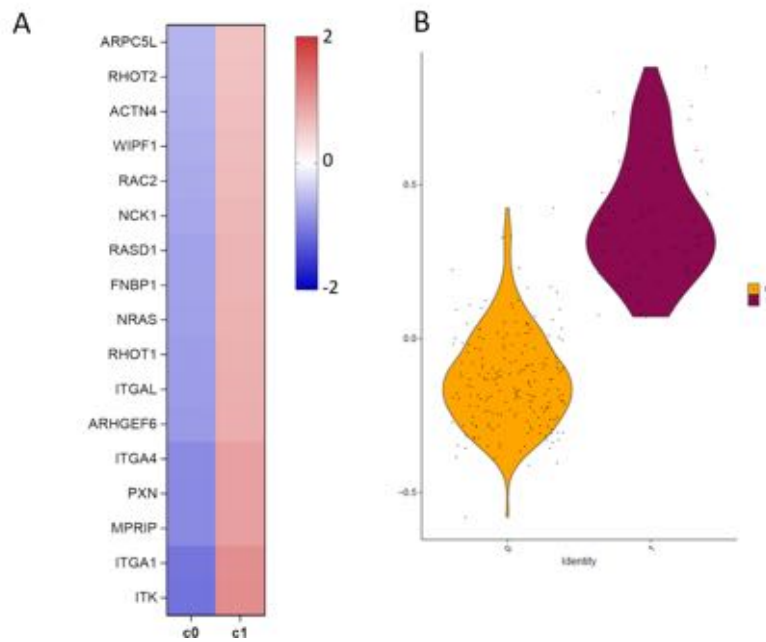 A
ARPC5L
RHOT2
ACTN4
WIPF1
RAC2
NCK1
RASD1
FNBP1
NRAS
RHOT1
ITGAL
ARHGEF6
ITGA4
PXN
MPRIP
ITGA1
ITK
c0 c1
2
0
-2
B
0.5
0.0
-0.5
Identity